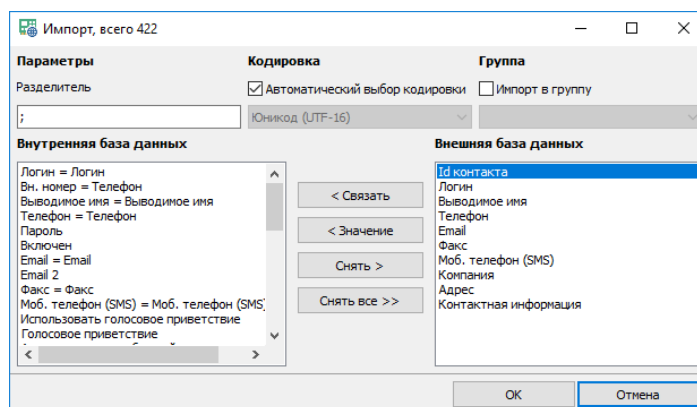 Импорт, всего 422
Параметры
Кодировка
Группа
Разделитель
Автоматический выбор кодировки
Импорт в группу
;
Юникод (UTF-16)
Внутренняя база данных
Внешняя база данных
Логин = Логин
Вн. номер = Телефон
Выводимое имя = Выводимое имя
Телефон = Телефон
Пароль
Включен
Email = Email
Email 2
Факс = Факс
Моб. телефон (SMS) = Моб. телефон (SMS)
Использовать голосовое приветствие
Голосовое приветствие
< Связать
< Значение
Снять >
Снять все >>
Id контакта
Логин
Выводимое имя
Телефон
Email
Факс
Моб. телефон (SMS)
Компания
Адрес
Контактная информация
OK
Отмена